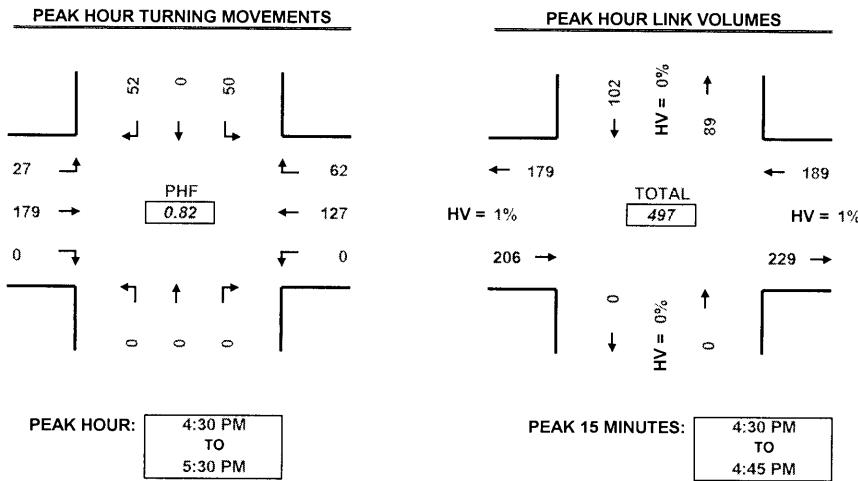 PEAK HOUR TURNING MOVEMENTS
52 0 50
27 62
PHF
179 0.82 127
0 0
0 0 0
PEAK HOUR: 4:30 PM
TO
5:30 PM
PEAK HOUR LINK VOLUMES
102 HV = 0% 89
179 189
TOTAL
HV = 1% 497 HV = 1%
206 229
0 HV = 0% 0
PEAK 15 MINUTES: 4:30 PM
TO
4:45 PM